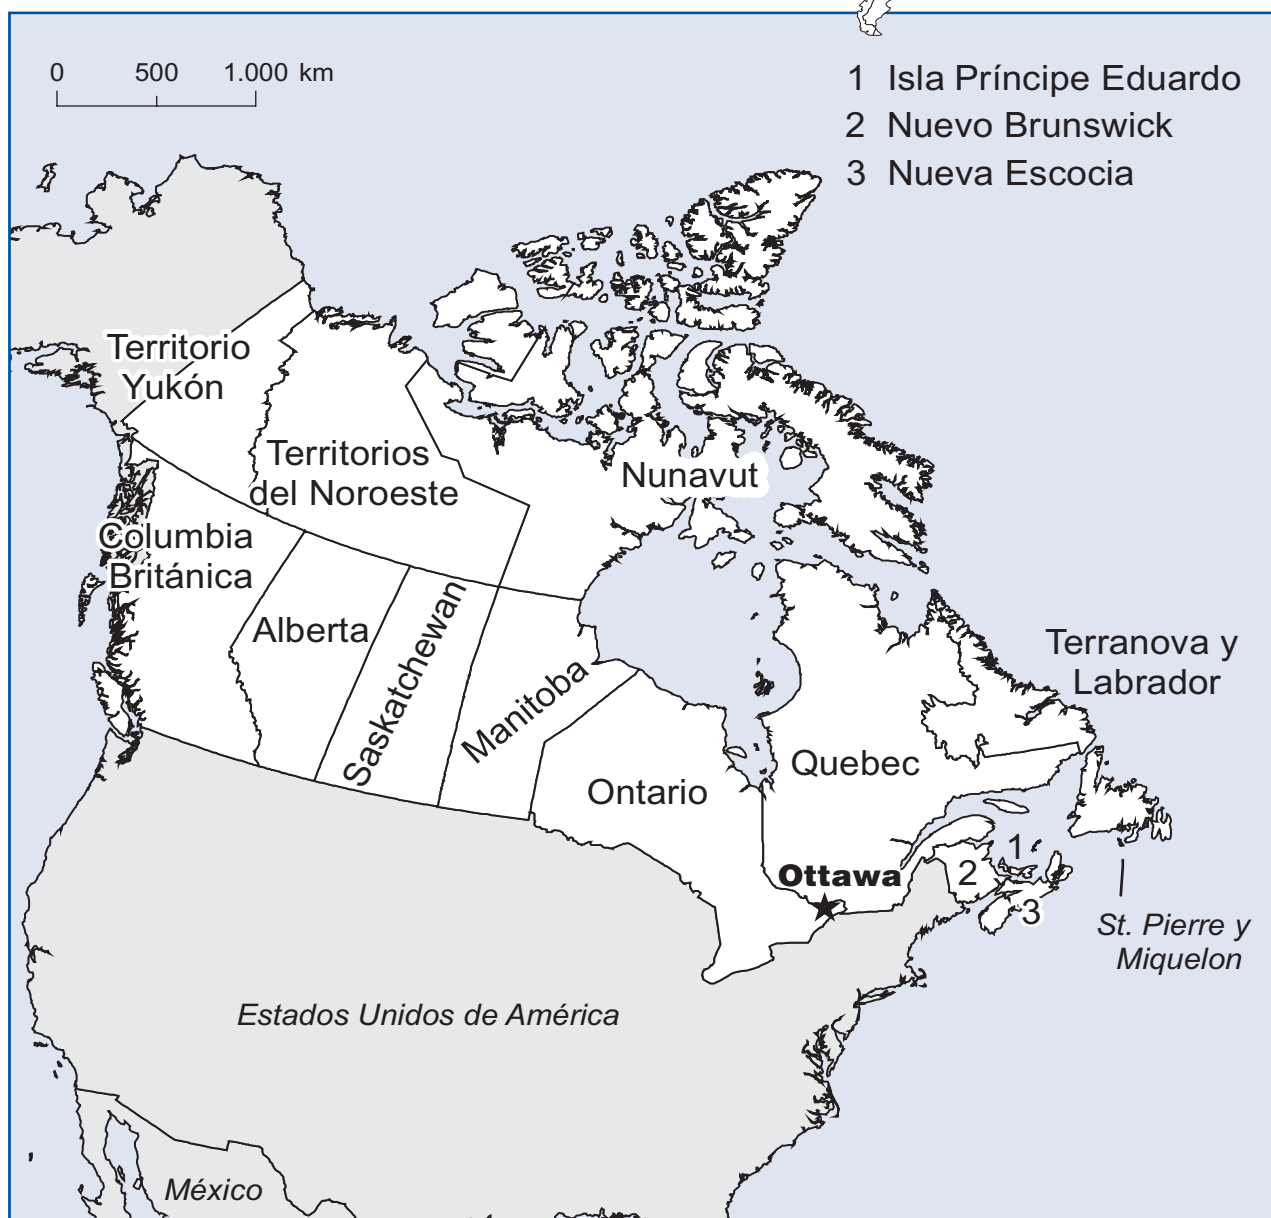 0 500 1.000 km
1 Isla Príncipe Eduardo
2 Nuevo Brunswick
3 Nueva Escocia
Territorio
Yukón
Territorios
del Noroeste
Nunavut
Columbia
Británica
Alberta
Saskatchewan
Manitoba
Ontario
Quebec
Terranova y
Labrador
Ottawa
1
2
3
St. Pierre y
Miquelon
Estados Unidos de América
México